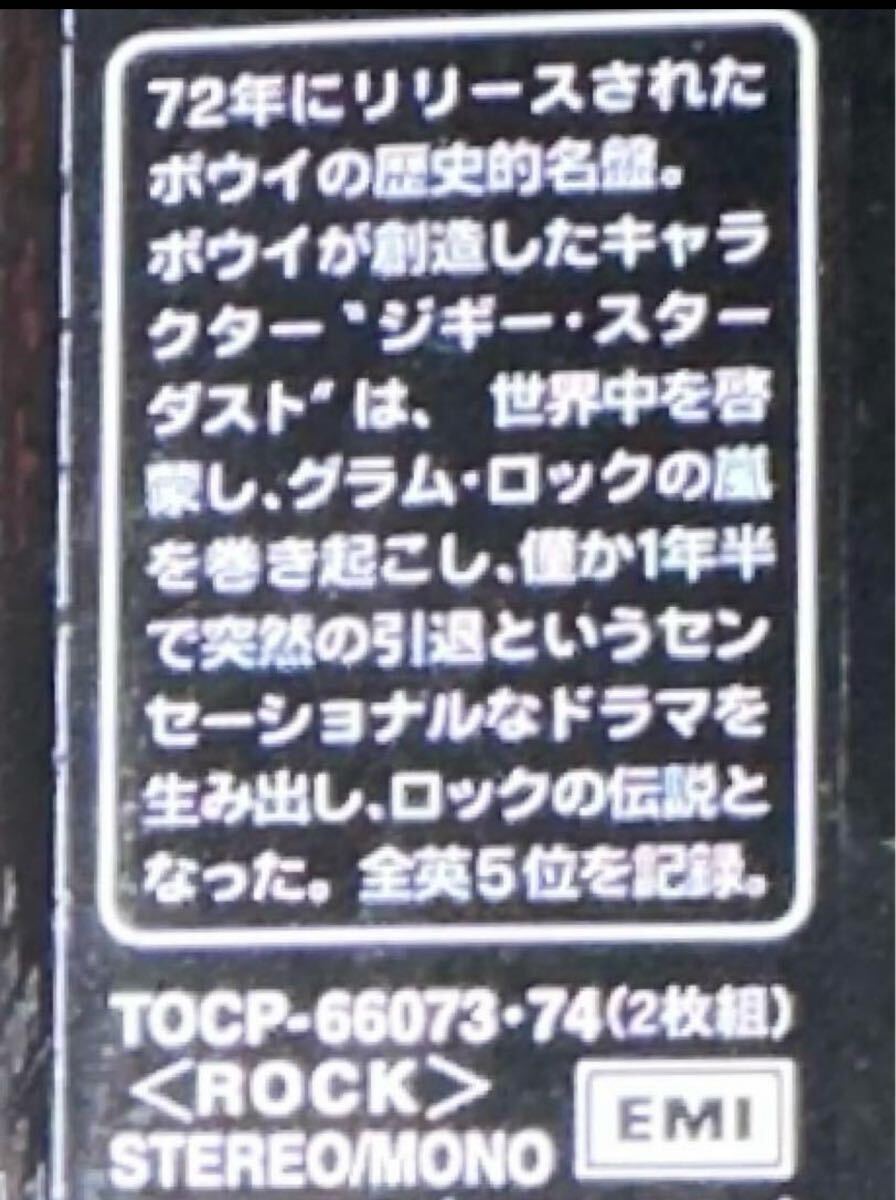 72年にリリースされた
ボウイの歴史的名盤。
ボウイが創造したキャラ
クター〝ジギー・スター
ダスト〟は、 世界中を啓
蒙し、グラム・ロックの嵐
を巻き起こし、僅か1年半
で突然の引退というセン
セーショナルなドラマを
生み出し、ロックの伝説と
なった。全英5位を記録。
TOCP-66073・74(2枚組)
＜ROCK＞
STEREO/MONO
EMI